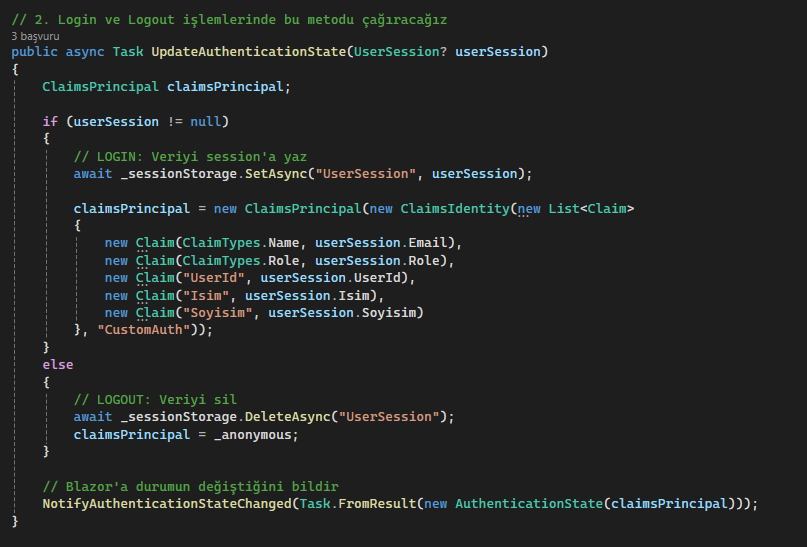 // 2. Login ve Logout işlemlerinde bu metodu çağıracağız
3 başvuru
public async Task UpdateAuthenticationState(UserSession? userSession)
{
    ClaimsPrincipal claimsPrincipal;

    if (userSession != null)
    {
        // LOGIN: Veriyi session'a yaz
        await _sessionStorage.SetAsync("UserSession", userSession);

        claimsPrincipal = new ClaimsPrincipal(new ClaimsIdentity(new List<Claim>
        {
            new Claim(ClaimTypes.Name, userSession.Email),
            new Claim(ClaimTypes.Role, userSession.Role),
            new Claim("UserId", userSession.UserId),
            new Claim("Isim", userSession.Isim),
            new Claim("Soyisim", userSession.Soyisim)
        }, "CustomAuth"));
    }
    else
    {
        // LOGOUT: Veriyi sil
        await _sessionStorage.DeleteAsync("UserSession");
        claimsPrincipal = _anonymous;
    }

    // Blazor'a durumun değiştiğini bildir
    NotifyAuthenticationStateChanged(Task.FromResult(new AuthenticationState(claimsPrincipal)));
}